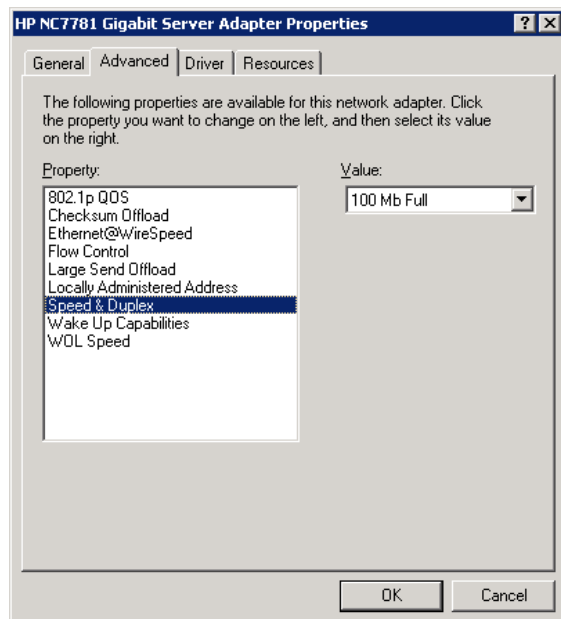 HP NC7781 Gigabit Server Adapter Properties
General Advanced Driver Resources
The following properties are available for this network adapter. Click
the property you want to change on the left, and then select its value
on the right.
Property:
802.1p QOS
Checksum Offload
Ethernet@WireSpeed
Flow Control
Large Send Offload
Locally Administered Address
Speed & Duplex
Wake Up Capabilities
WOL Speed
Value:
100 Mb Full
OK Cancel